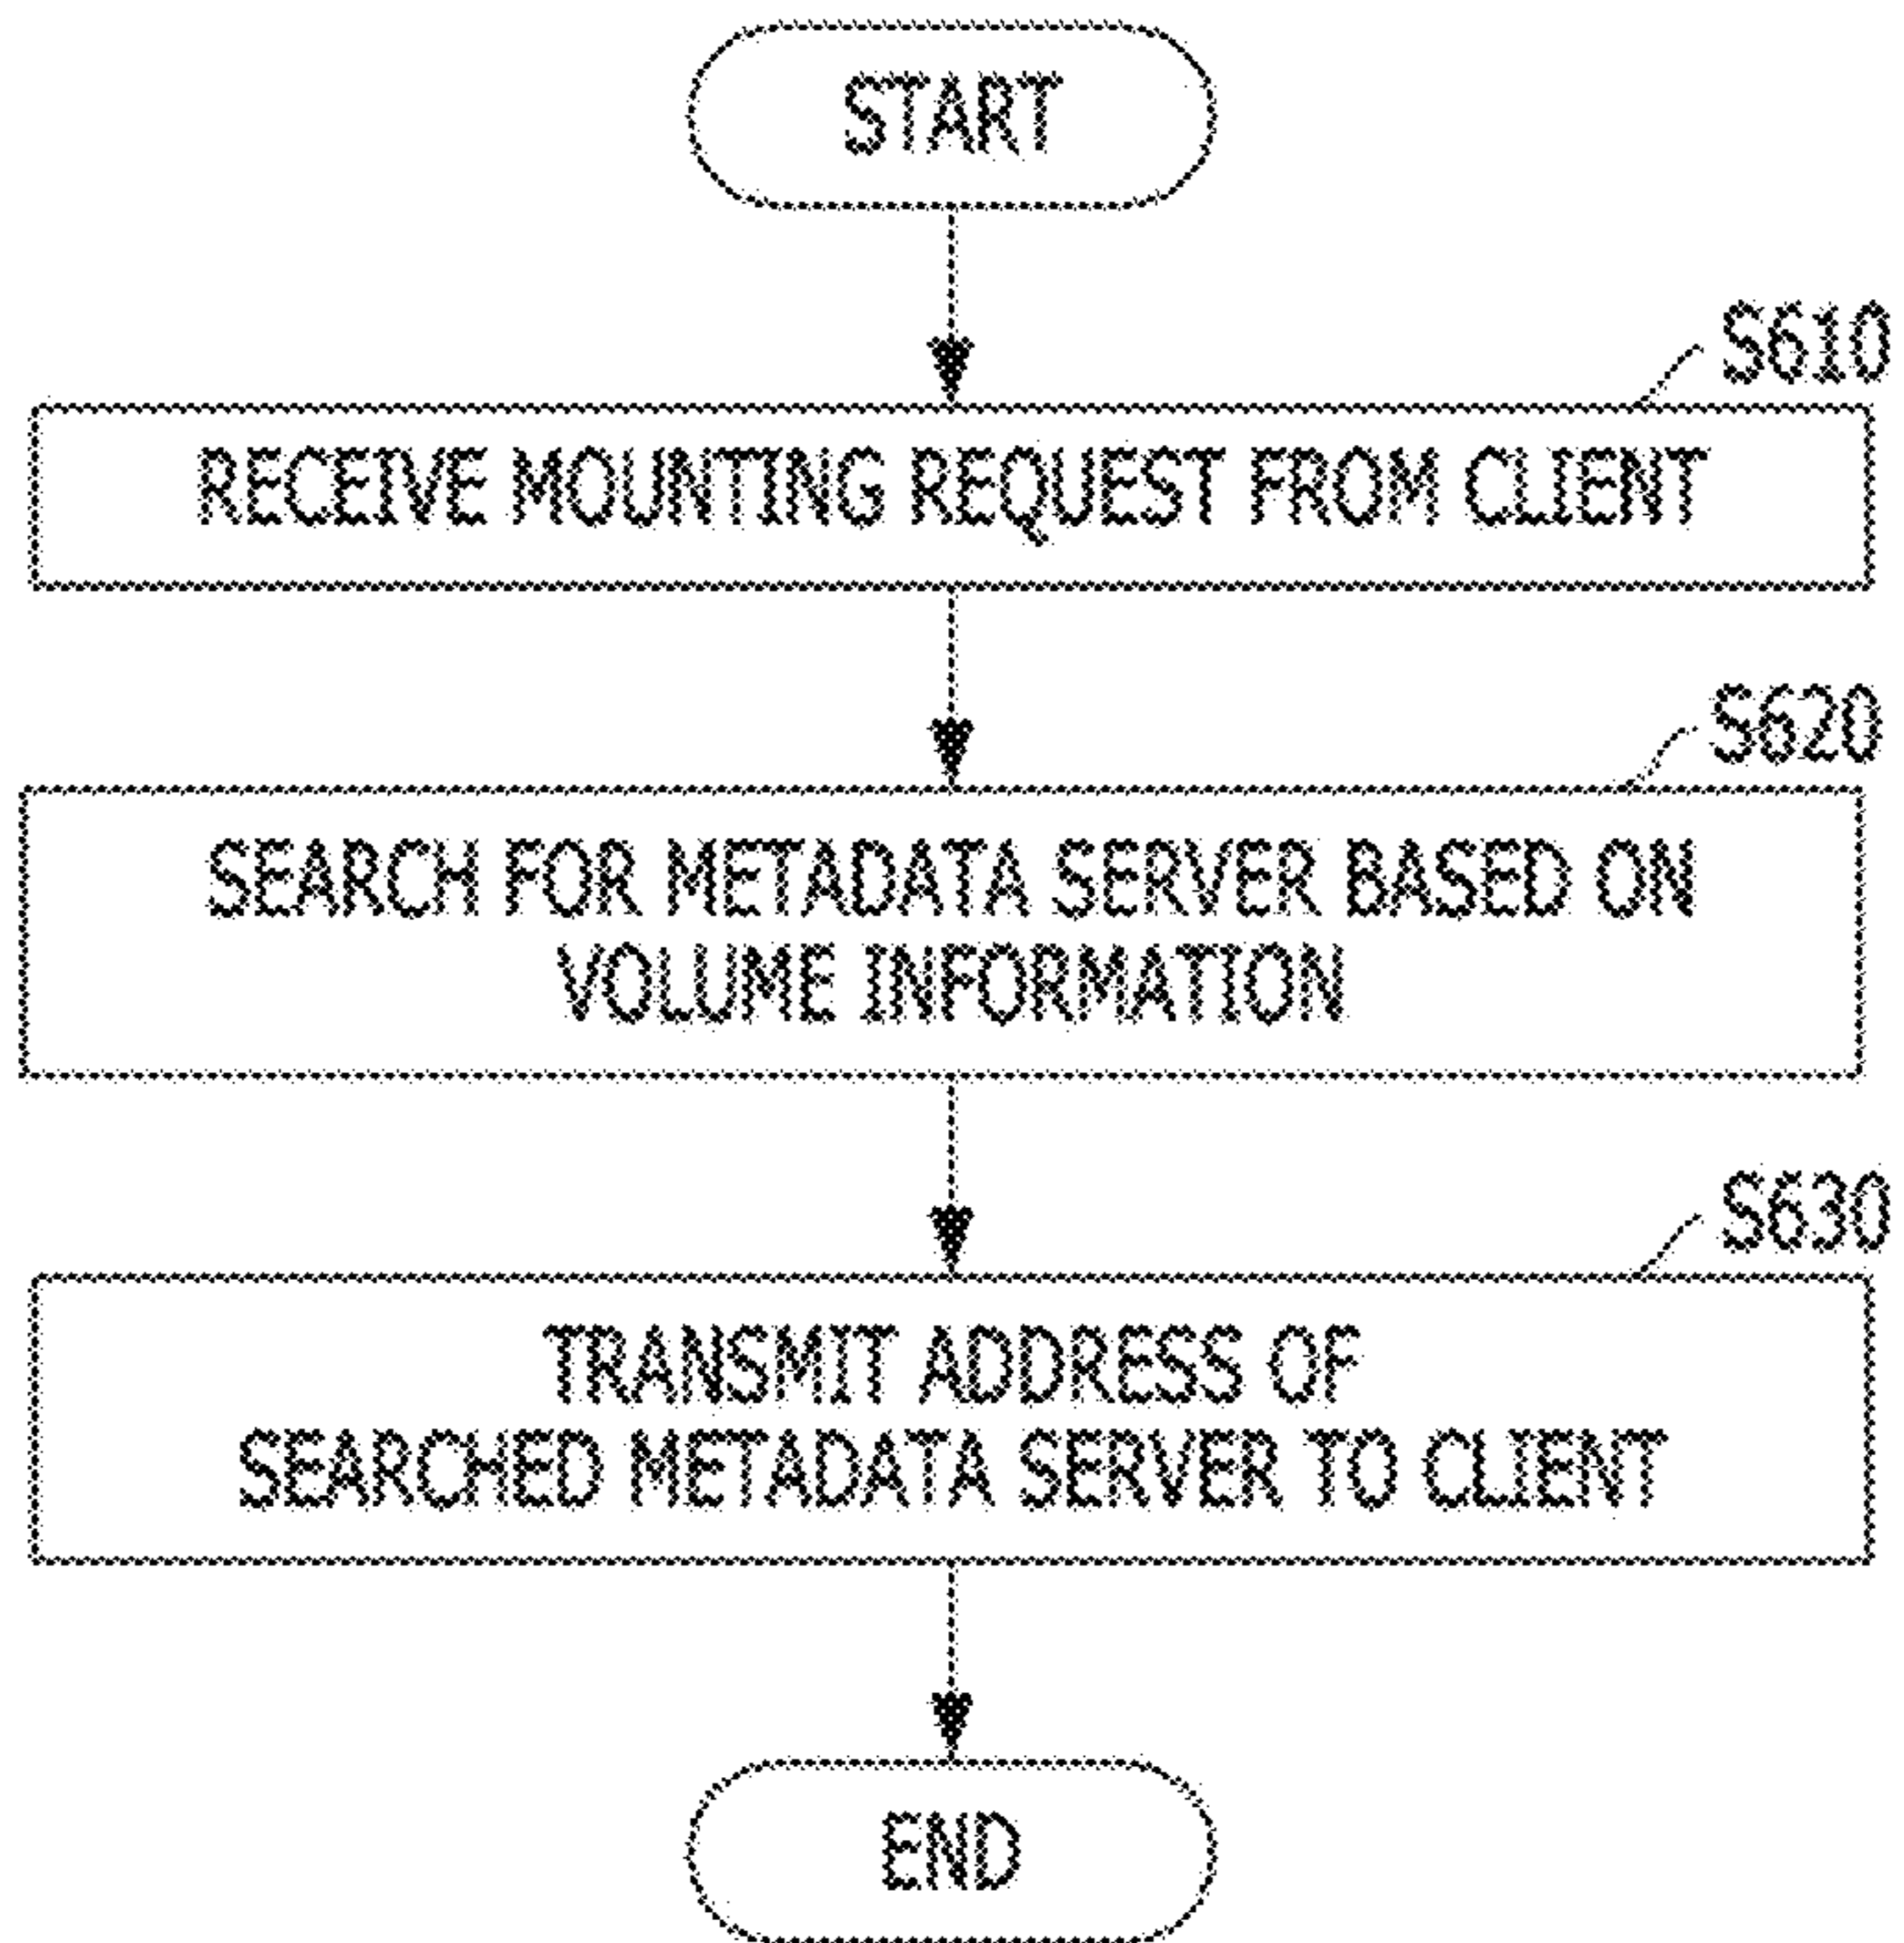 START
S610
RECEIVE MOUNTING REQUEST FROM CLIENT
S620
SEARCH FOR METADATA SERVER BASED ON
VOLUME INFORMATION
S630
TRANSMIT ADDRESS OF
SEARCHED METADATA SERVER TO CLIENT
END